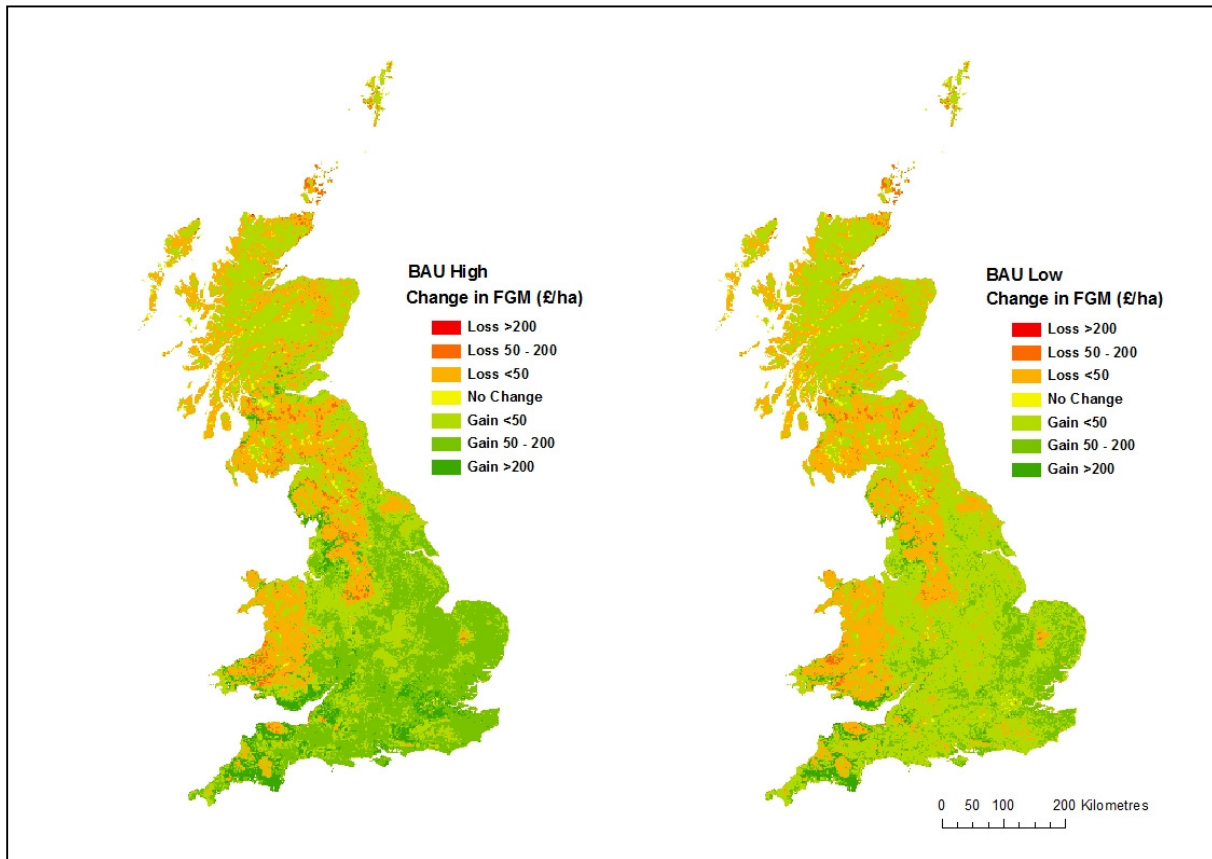 BAU High
Change in FGM (£/ha)
Loss >200
Loss 50 - 200
Loss <50
No Change
Gain <50
Gain 50 - 200
Gain >200
BAU Low
Change in FGM (£/ha)
Loss >200
Loss 50 - 200
Loss <50
No Change
Gain <50
Gain 50 - 200
Gain >200
0 50 100 200 Kilometres